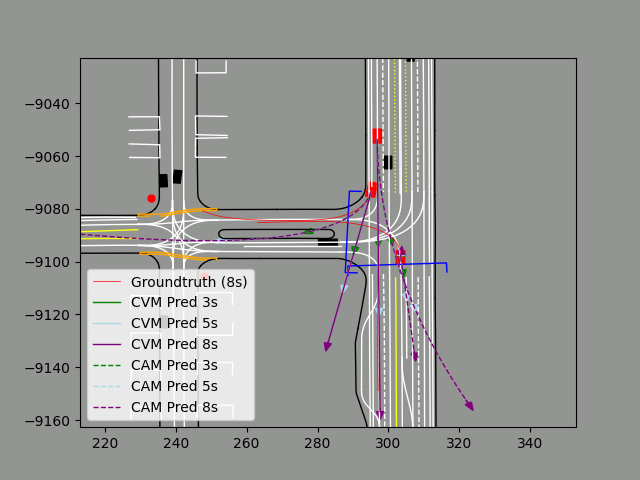 −9040
−9060
−9080
−9100
−9120
−9140
−9160
Groundtruth (8s)
CVM Pred 3s
CVM Pred 5s
CVM Pred 8s
CAM Pred 3s
CAM Pred 5s
CAM Pred 8s
220
240
260
280
300
320
340